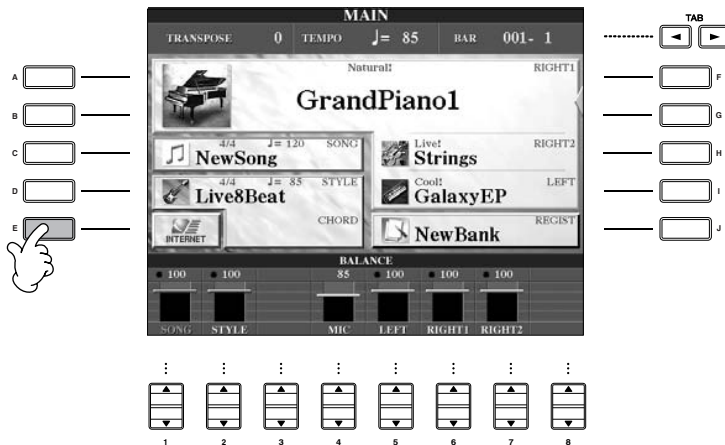 MAIN
TAB
TRANSPOSE 0 TEMPO ♩= 85 BAR 001- 1
Natural! RIGHT1
GrandPiano1
4/4 ♩= 120 SONG
NewSong
Live! RIGHT2
Strings
4/4 ♩= 85 STYLE
Live8Beat
Cool! LEFT
GalaxyEP
CHORD
INTERNET
REGIST
NewBank
BALANCE
100 100 85 100 100 100
SONG STYLE MIC LEFT RIGHT1 RIGHT2
A
B
C
D
E
F
G
H
I
J
1 2 3 4 5 6 7 8